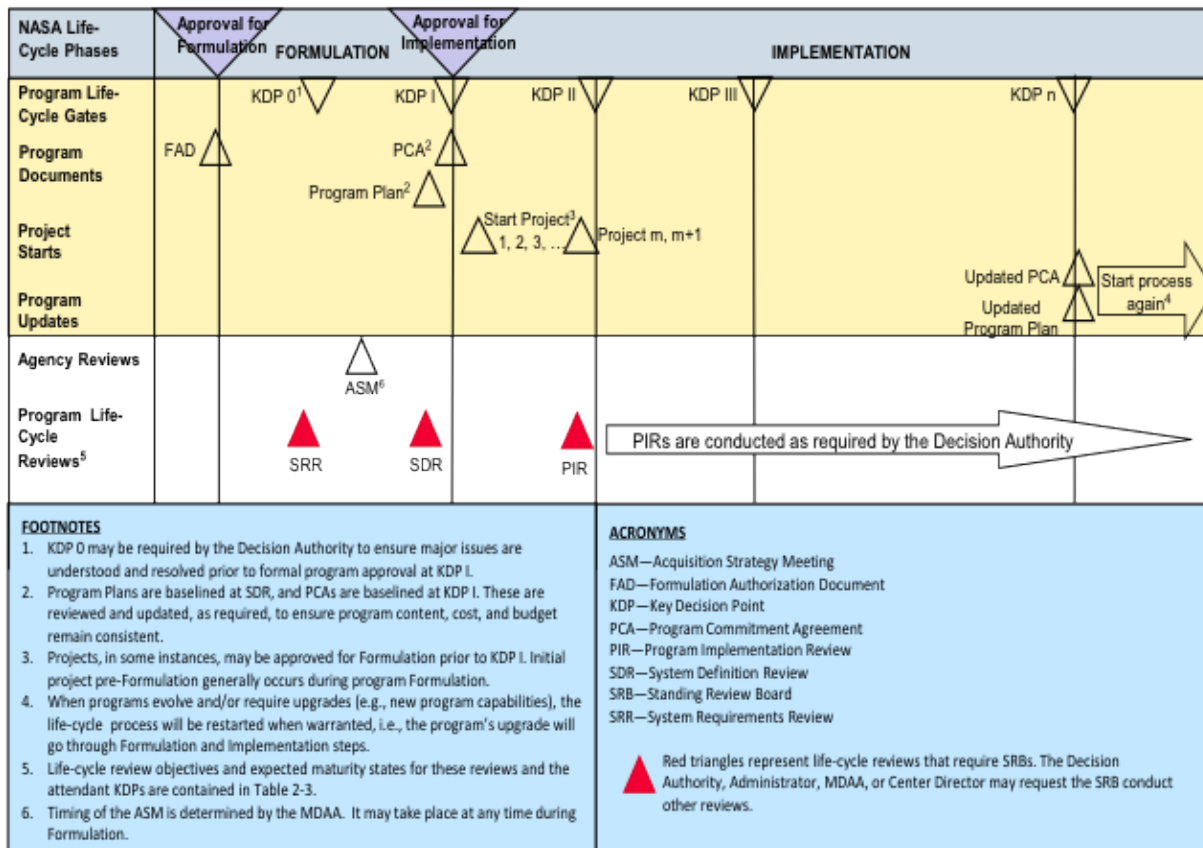 NASA Life-
Cycle Phases
Approval for
Formulation
FORMULATION
Approval for
Implementation
IMPLEMENTATION
Program Life-
Cycle Gates
KDP 0¹
KDP I
KDP II
KDP III
KDP n
Program
Documents
FAD
PCA²
Program Plan²
Project
Starts
Start Project³
1, 2, 3, …
Project m, m+1
Program
Updates
Updated PCA
Updated
Program Plan
Start process
again⁴
Agency Reviews
ASM⁶
Program Life-
Cycle
Reviews⁵
SRR
SDR
PIR
PIRs are conducted as required by the Decision Authority
FOOTNOTES
1. KDP 0 may be required by the Decision Authority to ensure major issues are
understood and resolved prior to formal program approval at KDP I.
2. Program Plans are baselined at SDR, and PCAs are baselined at KDP I. These are
reviewed and updated, as required, to ensure program content, cost, and budget
remain consistent.
3. Projects, in some instances, may be approved for Formulation prior to KDP I. Initial
project pre-Formulation generally occurs during program Formulation.
4. When programs evolve and/or require upgrades (e.g., new program capabilities), the
life-cycle process will be restarted when warranted, i.e., the program's upgrade will
go through Formulation and Implementation steps.
5. Life-cycle review objectives and expected maturity states for these reviews and the
attendant KDPs are contained in Table 2-3.
6. Timing of the ASM is determined by the MDAA. It may take place at any time during
Formulation.
ACRONYMS
ASM—Acquisition Strategy Meeting
FAD—Formulation Authorization Document
KDP—Key Decision Point
PCA—Program Commitment Agreement
PIR—Program Implementation Review
SDR—System Definition Review
SRB—Standing Review Board
SRR—System Requirements Review
Red triangles represent life-cycle reviews that require SRBs. The Decision
Authority, Administrator, MDAA, or Center Director may request the SRB conduct
other reviews.